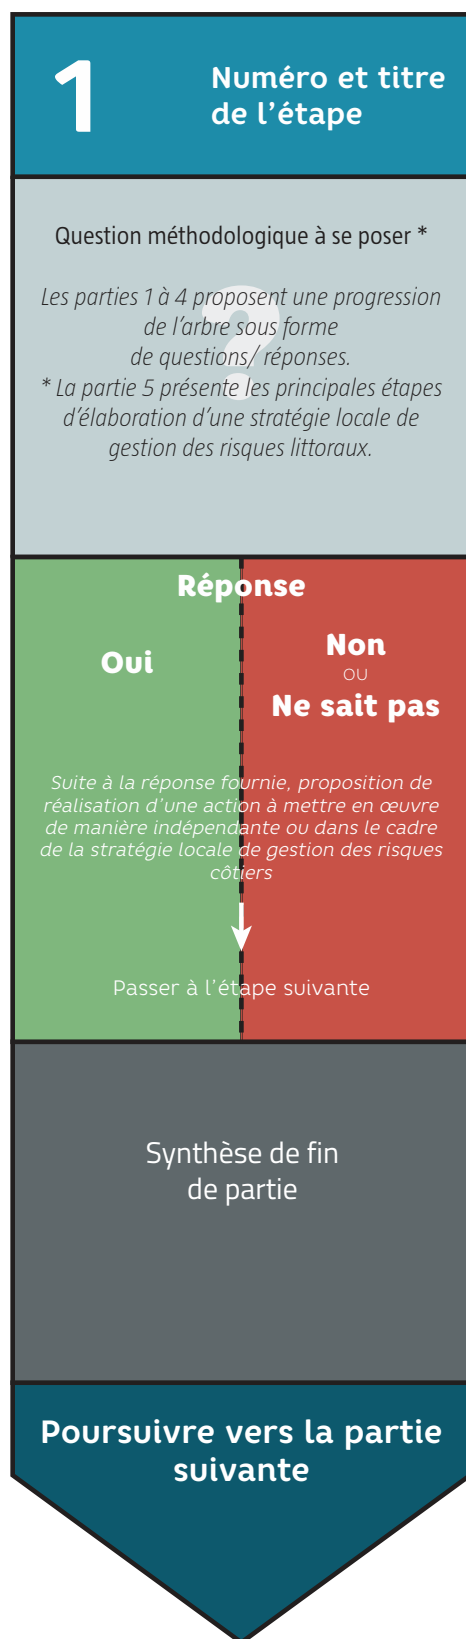 1
Numéro et titre
de l’étape
Question méthodologique à se poser *
?
Les parties 1 à 4 proposent une progression
de l’arbre sous forme
de questions/ réponses.
* La partie 5 présente les principales étapes
d’élaboration d’une stratégie locale de
gestion des risques littoraux.
Réponse
Oui
Non
OU
Ne sait pas
Suite à la réponse fournie, proposition de
réalisation d’une action à mettre en œuvre
de manière indépendante ou dans le cadre
de la stratégie locale de gestion des risques
côtiers
Passer à l’étape suivante
Synthèse de fin
de partie
Poursuivre vers la partie
suivante